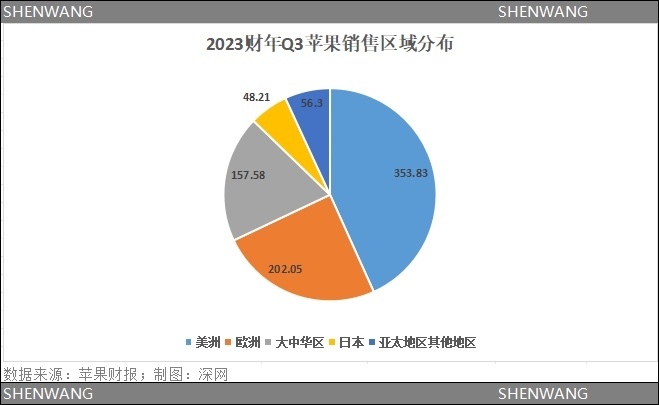 SHENWANG SHENWANG
2023财年Q3苹果销售区域分布
48.21
56.3
353.83
157.58
202.05
美洲 欧洲 大中华区 日本 亚太地区其他地区
数据来源：苹果财报；制图：深网
SHENWANG SHENWANG